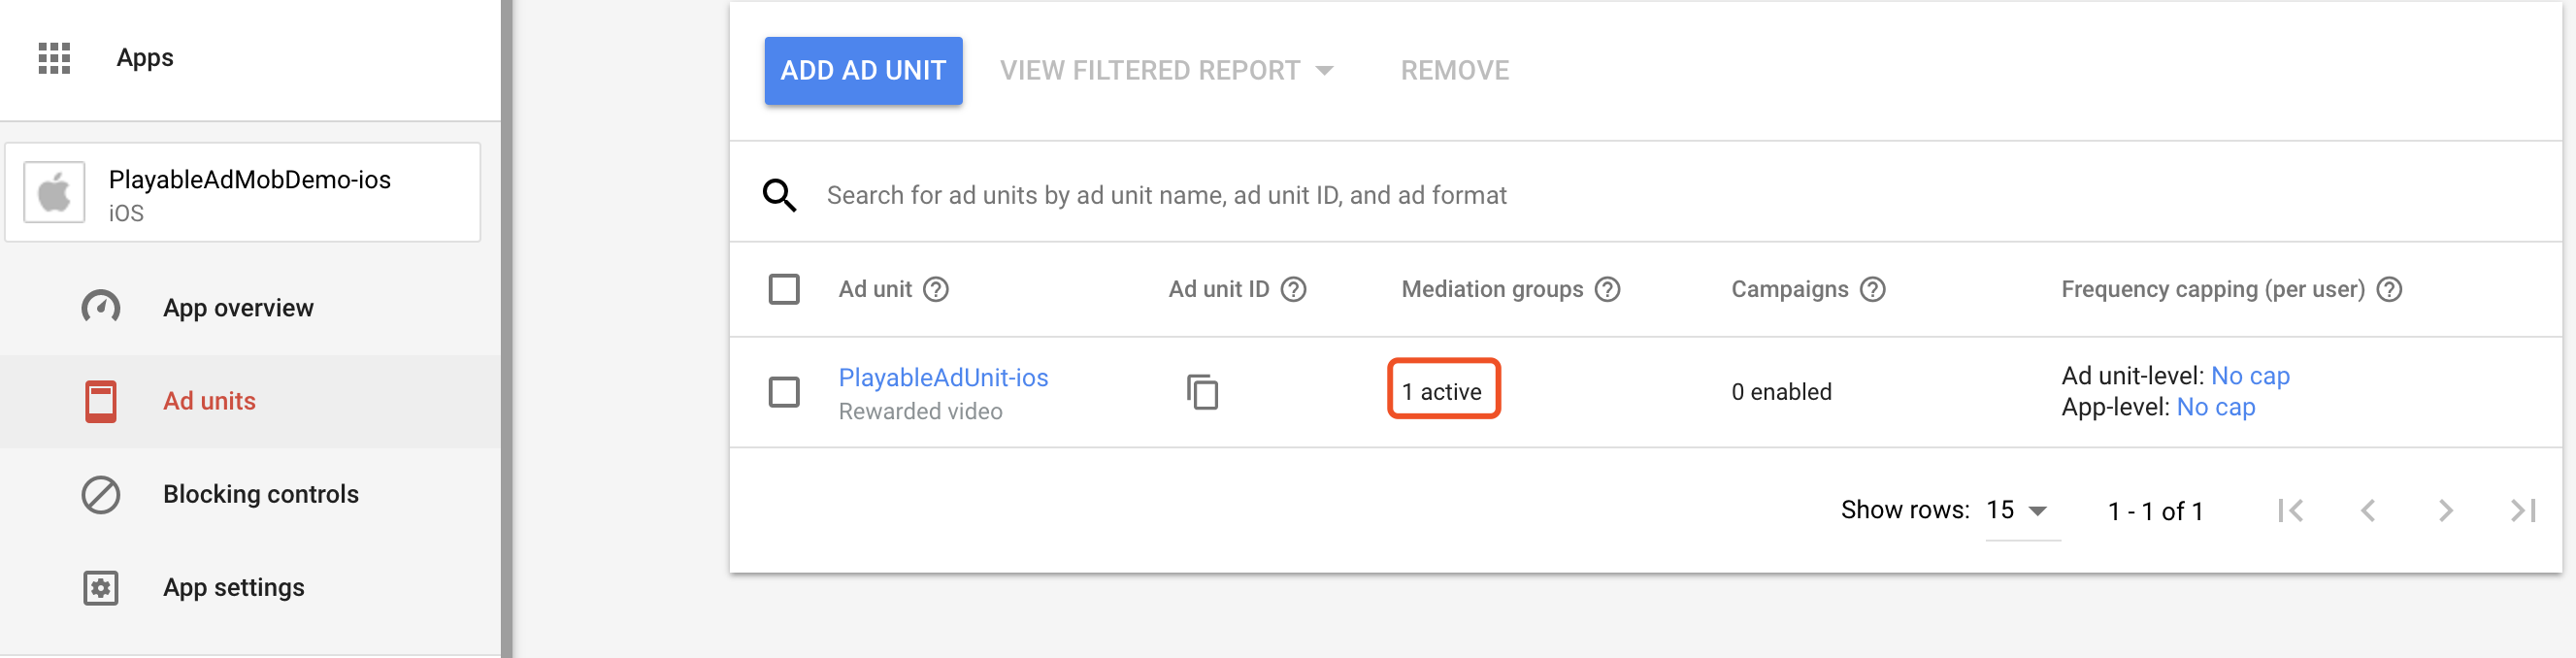 Apps
PlayableAdMobDemo-ios
iOS
App overview
Ad units
Blocking controls
App settings
ADD AD UNIT VIEW FILTERED REPORT REMOVE
Search for ad units by ad unit name, ad unit ID, and ad format
Ad unit Ad unit ID Mediation groups Campaigns Frequency capping (per user)
PlayableAdUnit-ios
Rewarded video
1 active
0 enabled
Ad unit-level: No cap
App-level: No cap
Show rows: 15 1 - 1 of 1